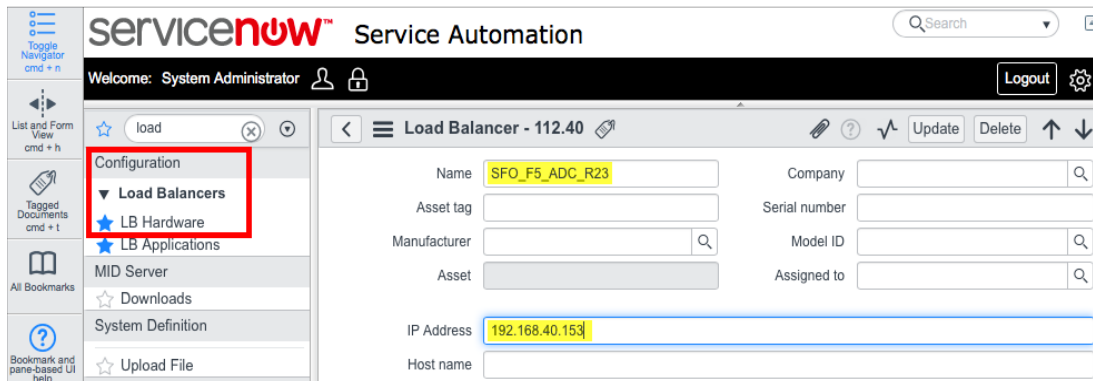 Toggle
Navigator
cmd + n
List and Form
View
cmd + h
Tagged
Documents
cmd + t
All Bookmarks
Bookmark and
pane-based UI
help
servicenow™ Service Automation
Search
Welcome: System Administrator
Logout
load
Configuration
Load Balancers
LB Hardware
LB Applications
MID Server
Downloads
System Definition
Upload File
Load Balancer - 112.40
Update
Delete
Name SFO_F5_ADC_R23
Company
Asset tag
Serial number
Manufacturer
Model ID
Asset
Assigned to
IP Address 192.168.40.153
Host name